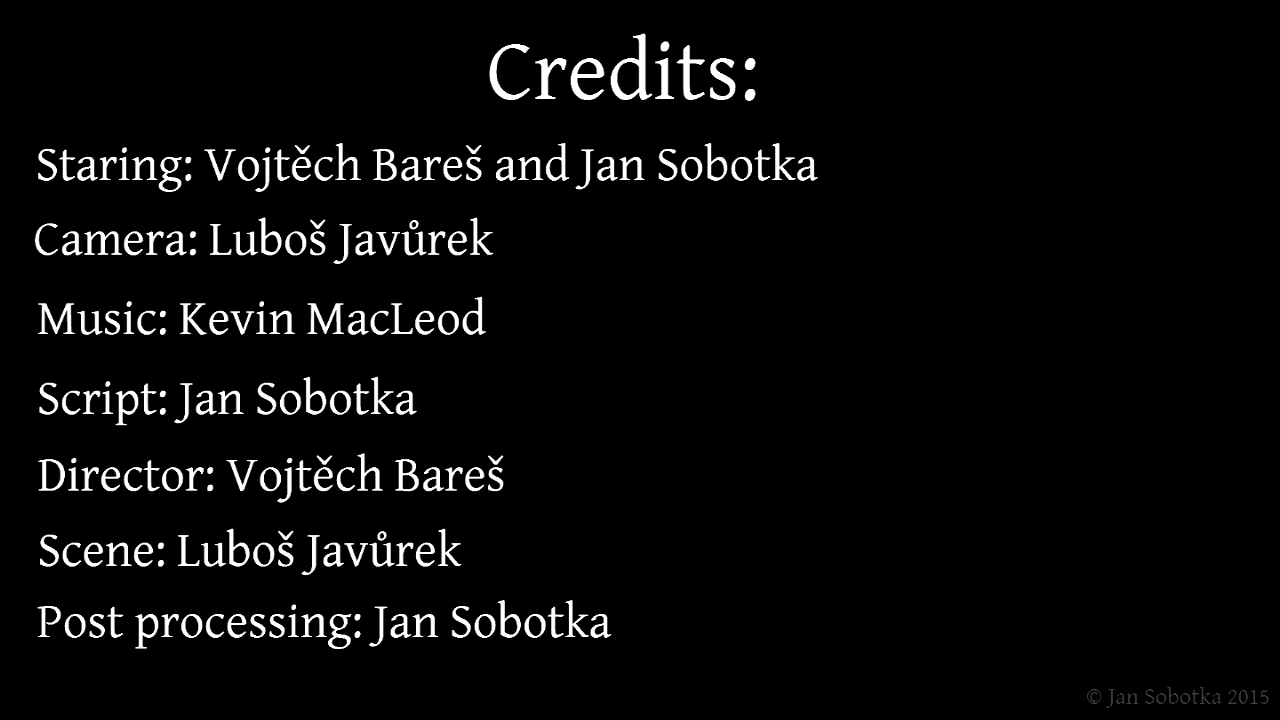 Credits:
Staring: Vojtěch Bareš and Jan Sobotka
Camera: Luboš Javůrek
Music: Kevin MacLeod
Script: Jan Sobotka
Director: Vojtěch Bareš
Scene: Luboš Javůrek
Post processing: Jan Sobotka
© Jan Sobotka 2015